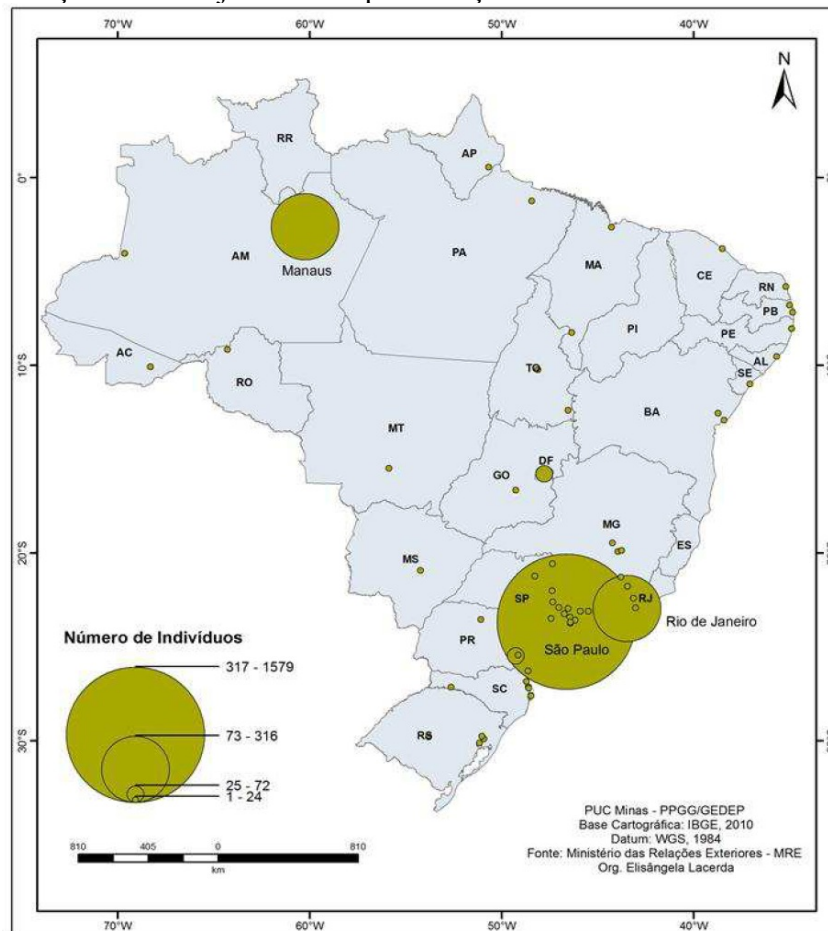 70°W 60°W 50°W 40°W
N
RR
AP
0°
AM
Manaus
PA
MA
CE
RN
PB
PE
PI
AL
SE
AC
RO
TO
BA
10°S
MT
DF
GO
MG
ES
20°S
MS
SP
RJ
Rio de Janeiro
São Paulo
PR
SC
RS
30°S
Número de Indivíduos
317 - 1579
73 - 316
25 - 72
1 - 24
810 405 0 810
km
PUC Minas - PPGG/GEDEP
Base Cartográfica: IBGE, 2010
Datum: WGS, 1984
Fonte: Ministério das Relações Exteriores - MRE
Org. Elisângela Lacerda
70°W 60°W 50°W 40°W